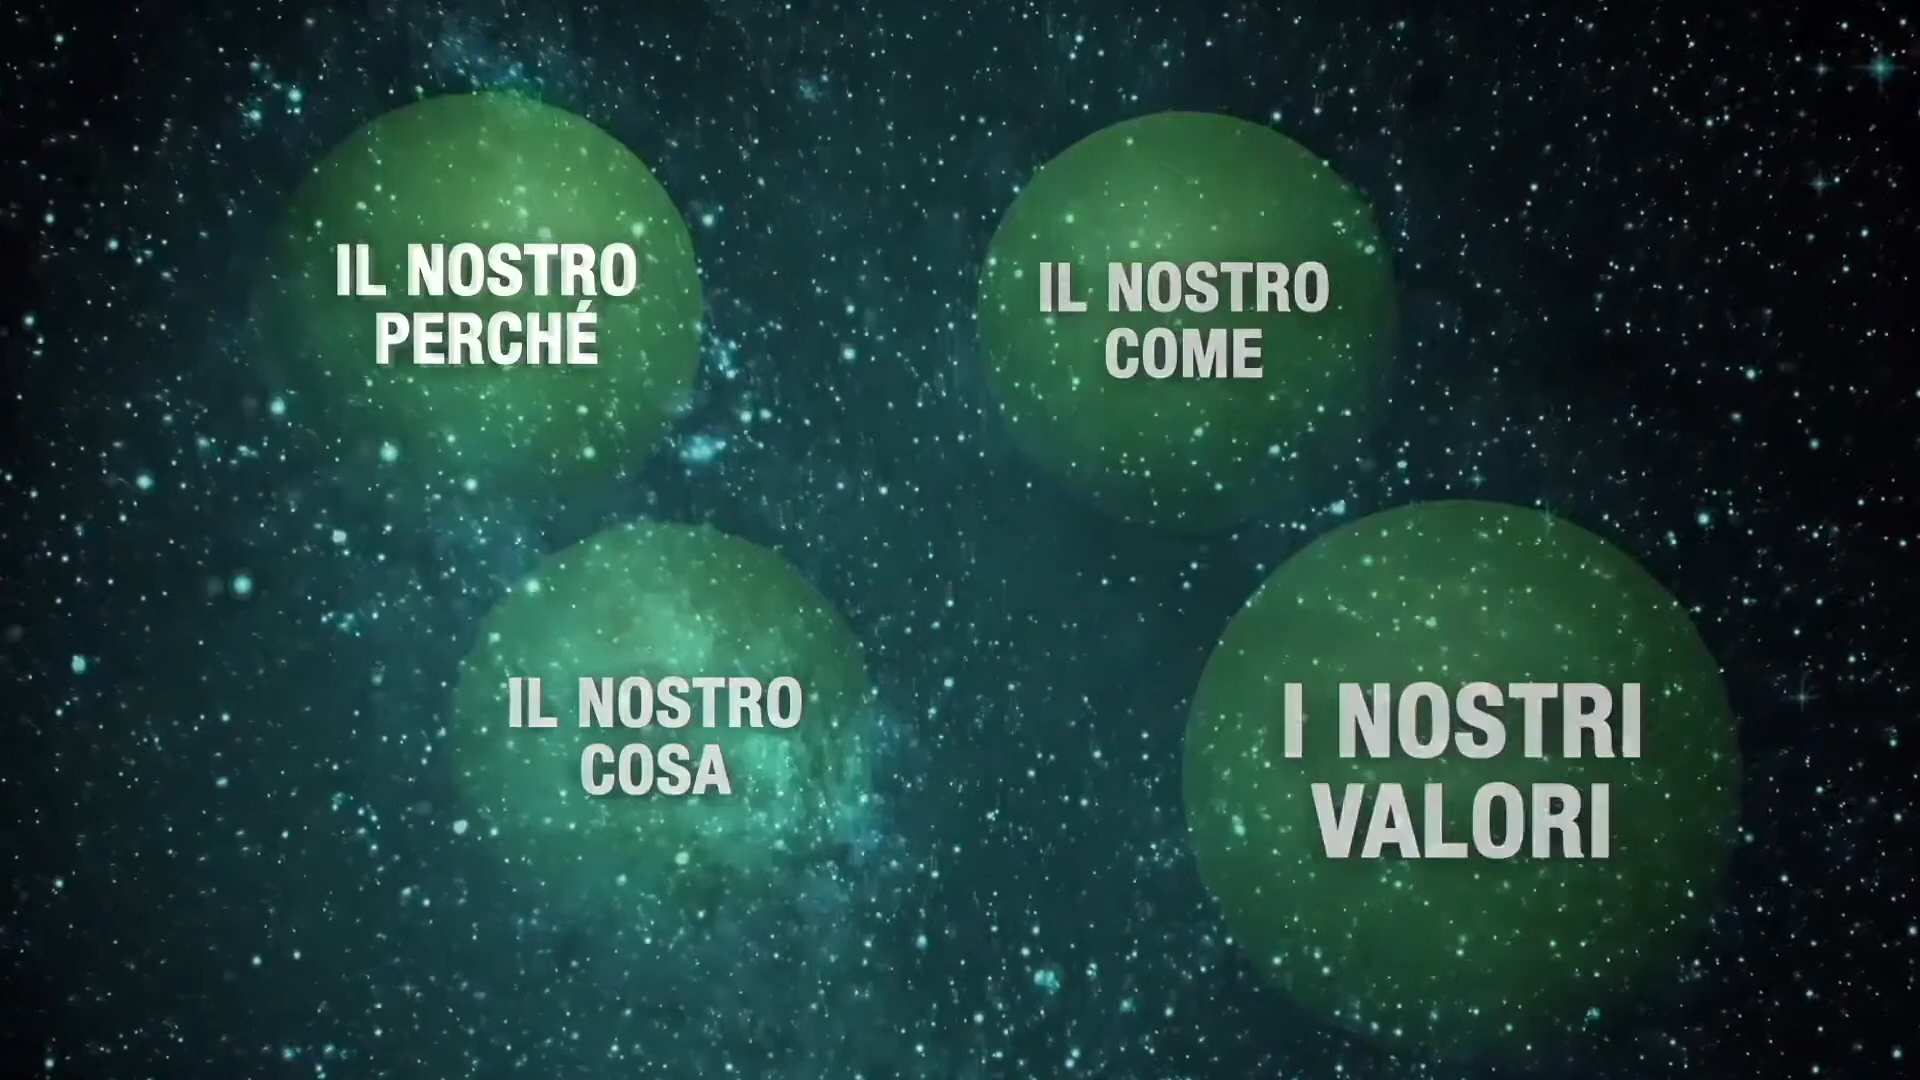 IL NOSTRO
PERCHÉ
IL NOSTRO
COME
IL NOSTRO
COSA
I NOSTRI
VALORI